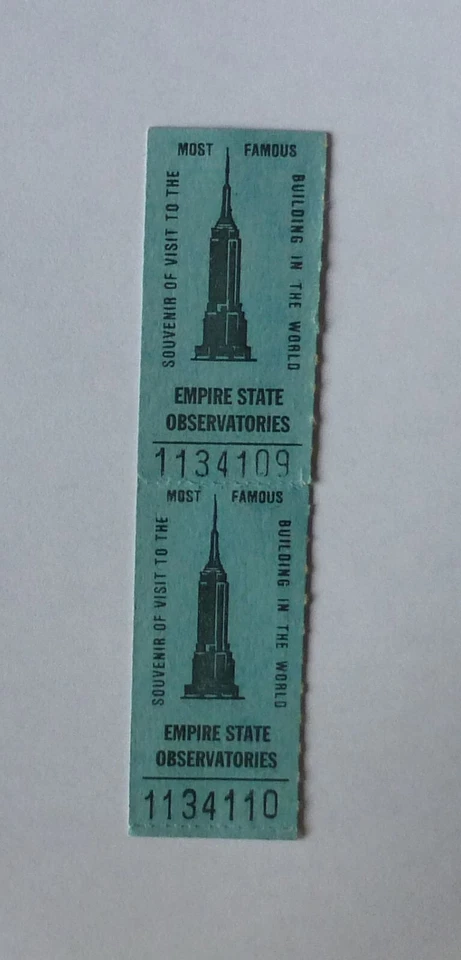 SOUVENIR OF VISIT TO THE
MOST FAMOUS
BUILDING IN THE WORLD
EMPIRE STATE
OBSERVATORIES
1134109
SOUVENIR OF VISIT TO THE
MOST FAMOUS
BUILDING IN THE WORLD
EMPIRE STATE
OBSERVATORIES
1134110